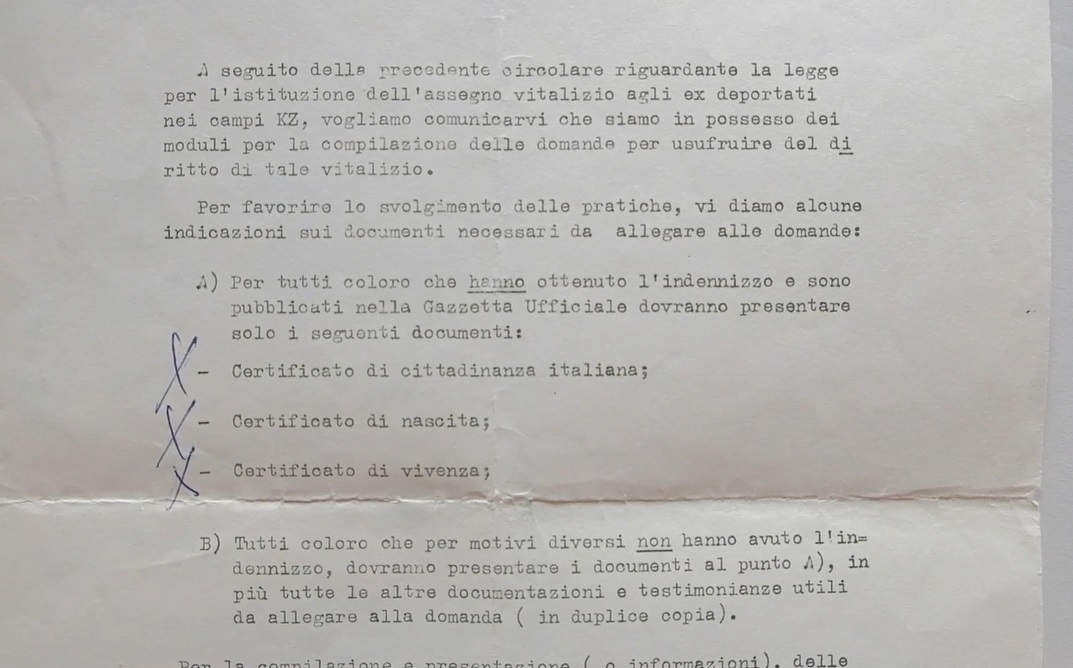 A seguito della precedente circolare riguardante la legge
per l'istituzione dell'assegno vitalizio agli ex deportati
nei campi KZ, vogliamo comunicarvi che siamo in possesso dei
moduli per la compilazione delle domande per usufruire del di
ritto di tale vitalizio.
Per favorire lo svolgimento delle pratiche, vi diamo alcune
indicazioni sui documenti necessari da allegare alle domande:
A) Per tutti coloro che hanno ottenuto l'indennizzo e sono
pubblicati nella Gazzetta Ufficiale dovranno presentare
solo i seguenti documenti:
X - Certificato di cittadinanza italiana;
X - Certificato di nascita;
X - Certificato di vivenza;
B) Tutti coloro che per motivi diversi non hanno avuto l'in=
dennizzo, dovranno presentare i documenti al punto A), in
più tutte le altre documentazioni e testimonianze utili
da allegare alla domanda ( in duplice copia).
Per la compilazione e presentazione ( o informazioni), delle